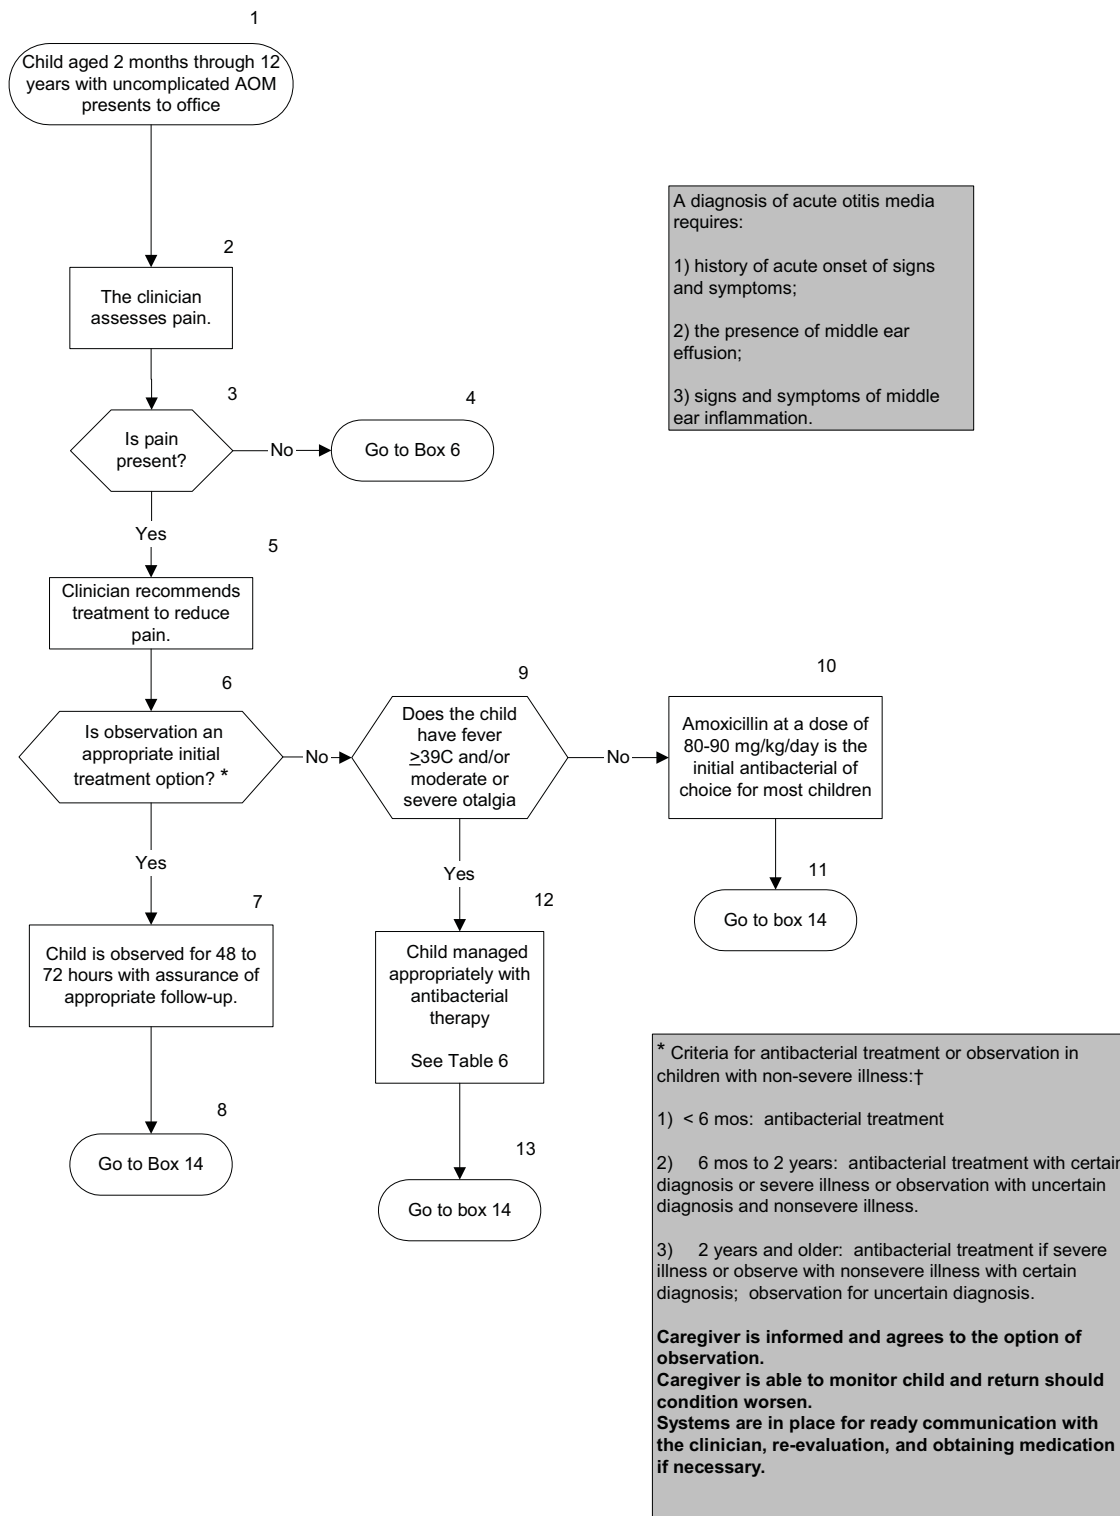 1
Child aged 2 months through 12
years with uncomplicated AOM
presents to office
2
The clinician
assesses pain.
3
Is pain
present?
No
4
Go to Box 6
Yes
5
Clinician recommends
treatment to reduce
pain.
6
Is observation an
appropriate initial
treatment option? *
No
9
Does the child
have fever
≥39C and/or
moderate or
severe otalgia
No
10
Amoxicillin at a dose of
80-90 mg/kg/day is the
initial antibacterial of
choice for most children
11
Go to box 14
Yes
7
Child is observed for 48 to
72 hours with assurance of
appropriate follow-up.
8
Go to Box 14
Yes
12
Child managed
appropriately with
antibacterial
therapy
See Table 6
13
Go to box 14
A diagnosis of acute otitis media
requires:
1) history of acute onset of signs
and symptoms;
2) the presence of middle ear
effusion;
3) signs and symptoms of middle
ear inflammation.
* Criteria for antibacterial treatment or observation in
children with non-severe illness:†
1) < 6 mos: antibacterial treatment
2) 6 mos to 2 years: antibacterial treatment with certain
diagnosis or severe illness or observation with uncertain
diagnosis and nonsevere illness.
3) 2 years and older: antibacterial treatment if severe
illness or observe with nonsevere illness with certain
diagnosis; observation for uncertain diagnosis.
Caregiver is informed and agrees to the option of
observation.
Caregiver is able to monitor child and return should
condition worsen.
Systems are in place for ready communication with
the clinician, re-evaluation, and obtaining medication
if necessary.